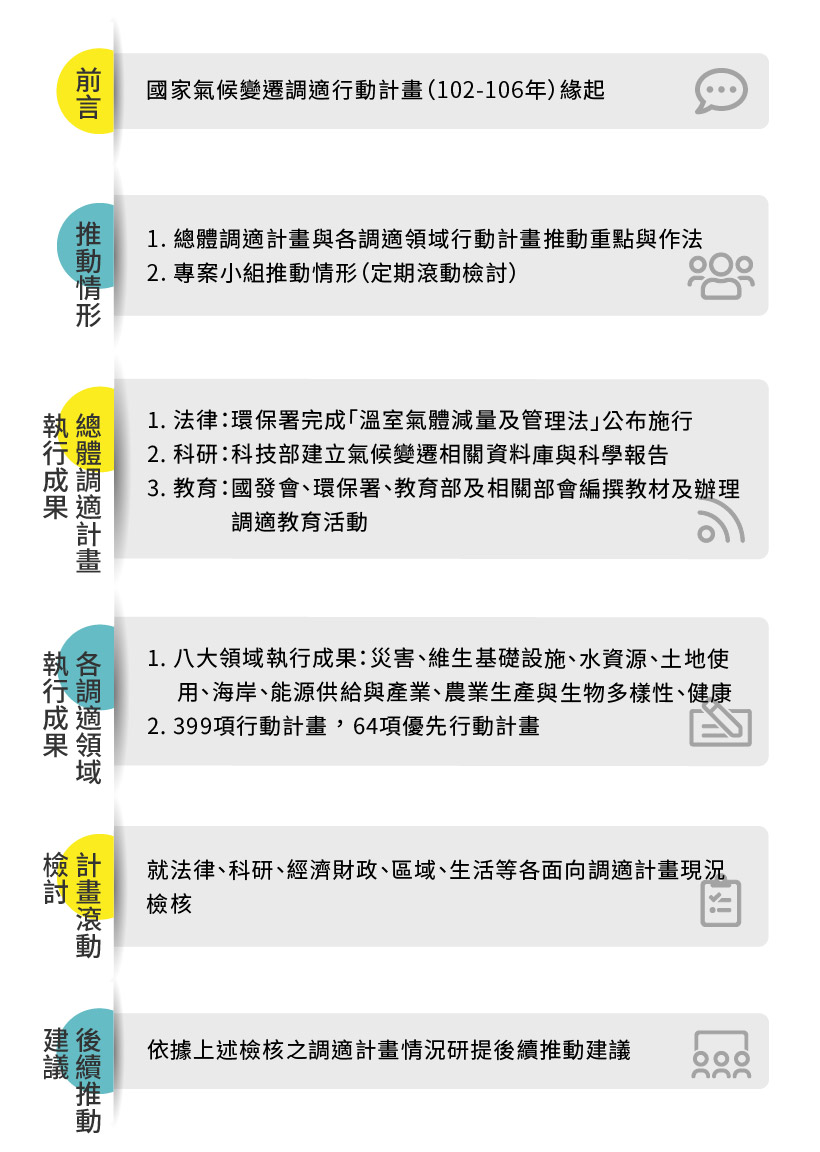 前言
國家氣候變遷調適行動計畫(102-106年)緣起
推動情形
1. 總體調適計畫與各調適領域行動計畫推動重點與作法
2. 專案小組推動情形(定期滾動檢討)
總體調適計畫
執行成果
1. 法律：環保署完成「溫室氣體減量及管理法」公布施行
2. 科研：科技部建立氣候變遷相關資料庫與科學報告
3. 教育：國發會、環保署、教育部及相關部會編撰教材及辦理
調適教育活動
各調適領域
執行成果
1. 八大領域執行成果：災害、維生基礎設施、水資源、土地使
用、海岸、能源供給與產業、農業生產與生物多樣性、健康
2. 399項行動計畫，64項優先行動計畫
計畫滾動
檢討
就法律、科研、經濟財政、區域、生活等各面向調適計畫現況
檢核
後續推動
建議
依據上述檢核之調適計畫情況研提後續推動建議